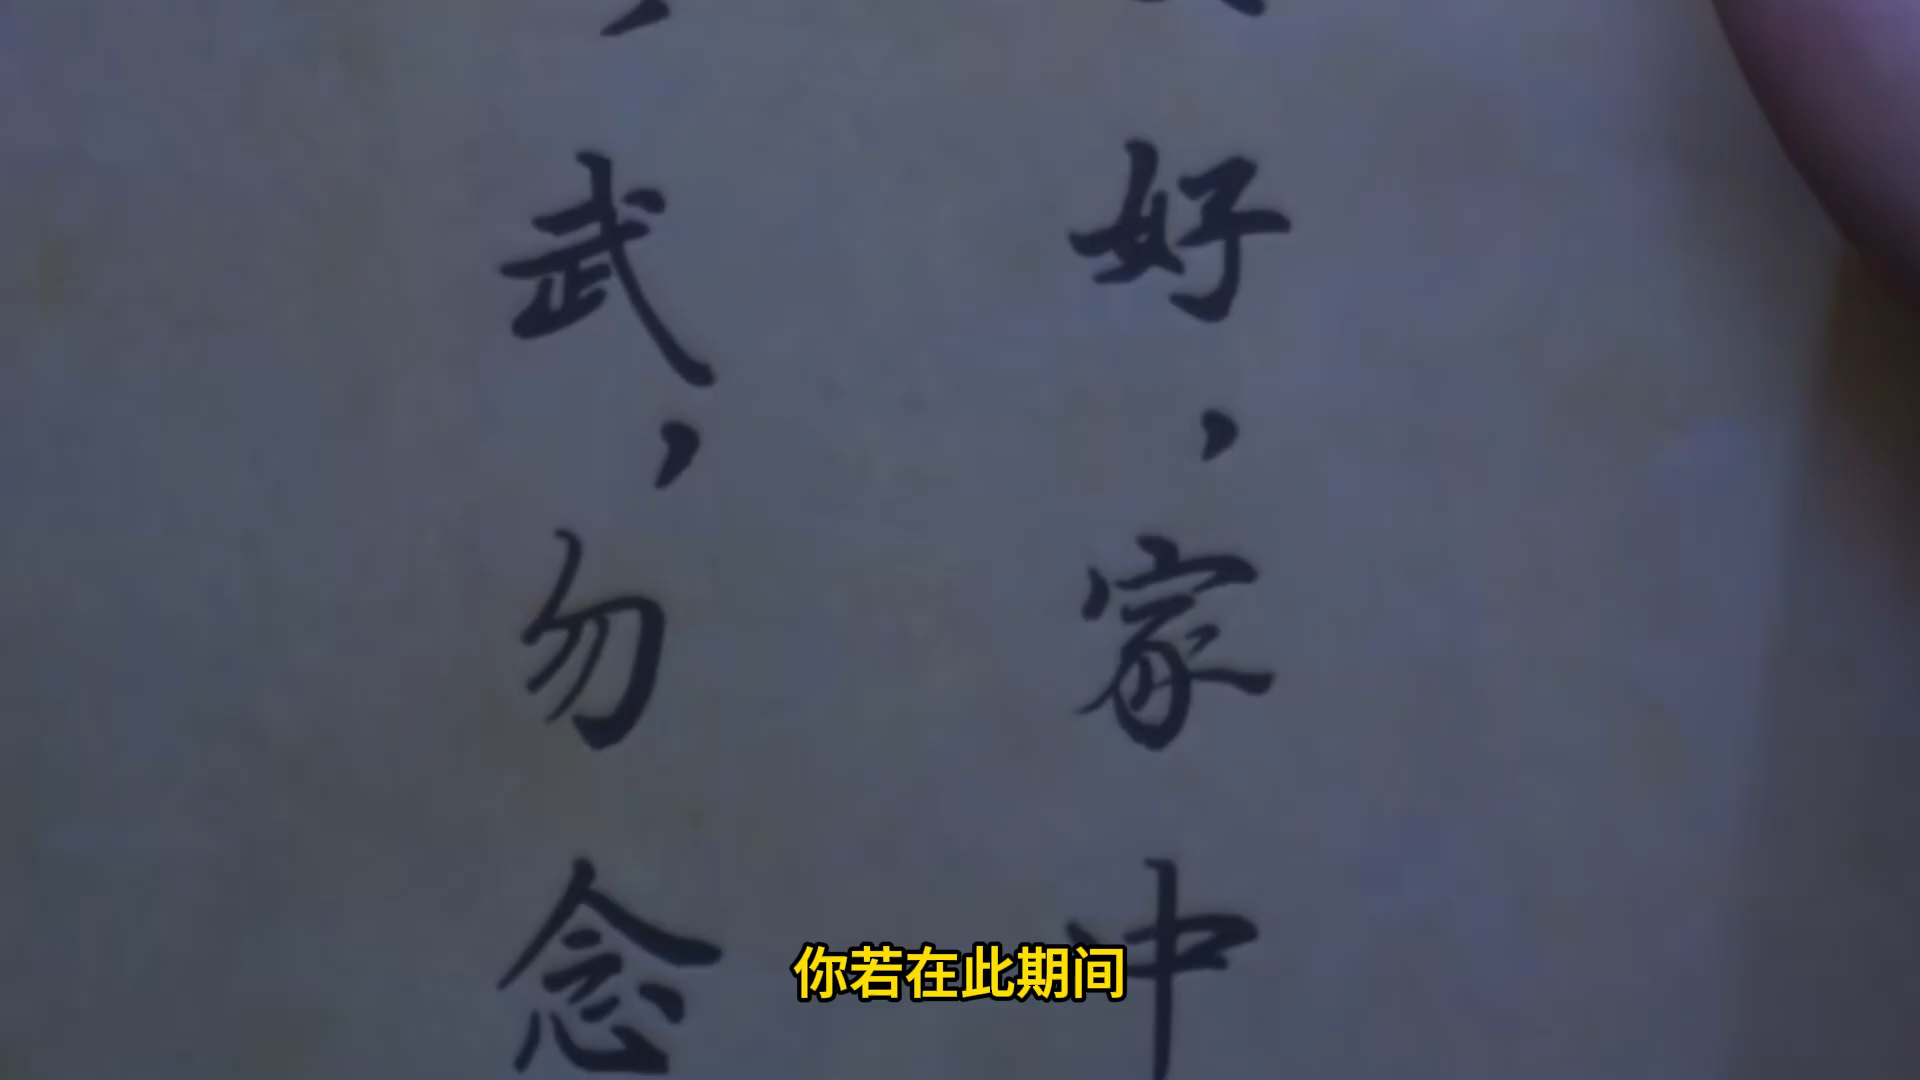 好，家中
，武，勿念
你若在此期间